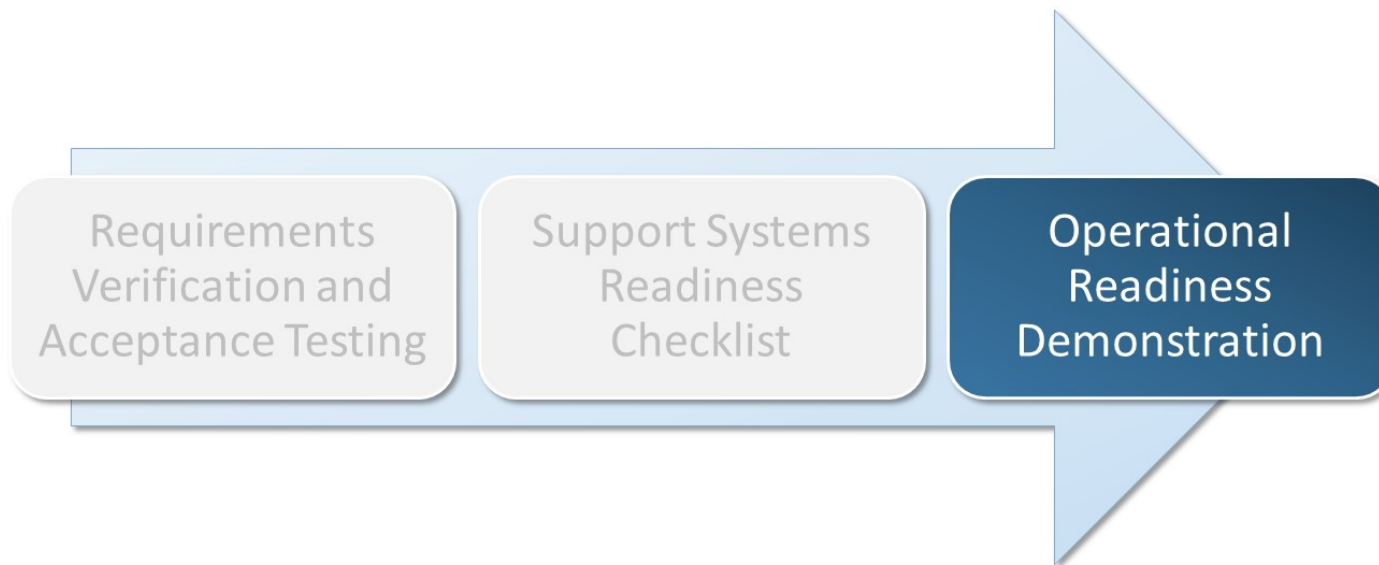 Requirements
Verification and
Acceptance Testing
Support Systems
Readiness
Checklist
Operational
Readiness
Demonstration